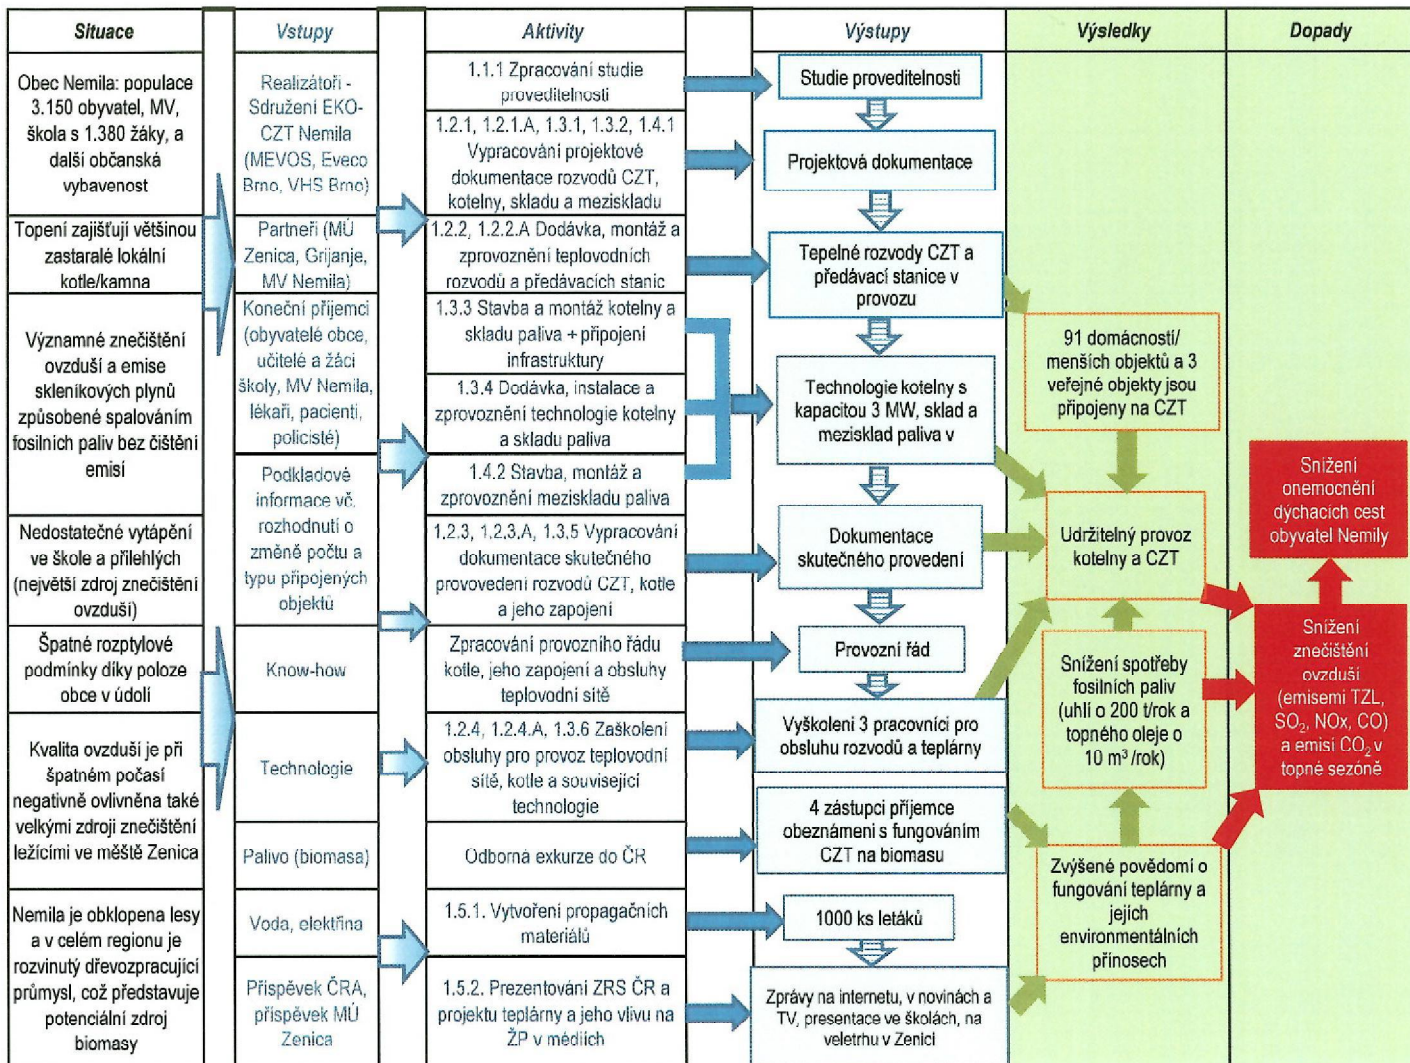 Situace
Vstupy
Aktivity
Výstupy
Výsledky
Dopady
Obec Nemila: populace
3.150 obyvatel, MV,
škola s 1.380 žáky, a
další občanská
vybavenost
Topení zajišťují většinou
zastaralé lokální
kotle/kamna
Významné znečištění
ovzduší a emise
skleníkových plynů
způsobené spalováním
fosilních paliv bez čištění
emisí
Nedostatečné vytápění
ve škole a přilehlých
(největší zdroj znečištění
ovzduší)
Špatné rozptylové
podmínky díky poloze
obce v údolí
Kvalita ovzduší je při
špatném počasí
negativně ovlivněna také
velkými zdroji znečištění
ležícími ve městě Zenica
Nemila je obklopena lesy
a v celém regionu je
rozvinutý dřevozpracující
průmysl, což představuje
potenciální zdroj
biomasy
Realizátoři -
Sdružení EKO-
CZT Nemila
(MEVOS, Eveco
Brno, VHS Brno)
Partneři (MÚ
Zenica, Grijanje,
MV Nemila)
Koneční příjemci
(obyvatelé obce,
učitelé a žáci
školy, MV Nemila,
lékaři, pacienti,
policisté)
Podkladové
informace vč.
rozhodnutí o
změně počtu a
typu připojených
objektů
Know-how
Technologie
Palivo (biomasa)
Voda, elektřina
Příspěvek ČRA,
příspěvek MÚ
Zenica
1.1.1 Zpracování studie
proveditelnosti
1.2.1, 1.2.1.A, 1.3.1, 1.3.2, 1.4.1
Vypracování projektové
dokumentace rozvodů CZT,
kotelny, skladu a meziskladu
1.2.2, 1.2.2.A Dodávka, montáž a
zprovoznění teplovodních
rozvodů a předávacích stanic
1.3.3 Stavba a montáž kotelny a
skladu paliva + připojení
infrastruktury
1.3.4 Dodávka, instalace a
zprovoznění technologie kotelny
a skladu paliva
1.4.2 Stavba, montáž a
zprovoznění meziskladu paliva
1.2.3, 1.2.3.A, 1.3.5 Vypracování
dokumentace skutečného
provovedení rozvodů CZT, kotle
a jeho zapojení
Zpracování provozního řádu
kotle, jeho zapojení a obsluhy
teplovodní sítě
1.2.4, 1.2.4.A, 1.3.6 Zaškolení
obsluhy pro provoz teplovodní
sítě, kotle a související
technologie
Odborná exkurze do ČR
1.5.1. Vytvoření propagačních
materiálů
1.5.2. Prezentování ZRS ČR a
projektu teplárny a jeho vlivu na
ŽP v médiích
Studie proveditelnosti
Projektová dokumentace
Tepelné rozvody CZT a
předávací stanice v
provozu
Technologie kotelny s
kapacitou 3 MW, sklad a
mezisklad paliva v
Dokumentace
skutečného provedení
Provozní řád
Vyškolení 3 pracovníci pro
obsluhu rozvodů a teplárny
4 zástupci příjemce
obeznámeni s fungováním
CZT na biomasu
1000 ks letáků
Zprávy na internetu, v novinách a
TV, presentace ve školách, na
veletrhu v Zenici
91 domácností/
menších objektů a 3
veřejné objekty jsou
připojeny na CZT
Udržitelný provoz
kotelny a CZT
Snížení spotřeby
fosilních paliv
(uhlí o 200 t/rok a
topného oleje o
10 m³ /rok)
Zvýšené povědomí o
fungování teplárny a
jejích
environmentálních
přínosech
Snížení
onemocnění
dýchacích cest
obyvatel Nemily
Snížení
znečištění
ovzduší
(emisemi TZL,
SO₂, NOx, CO)
a emisí CO₂ v
topné sezóně